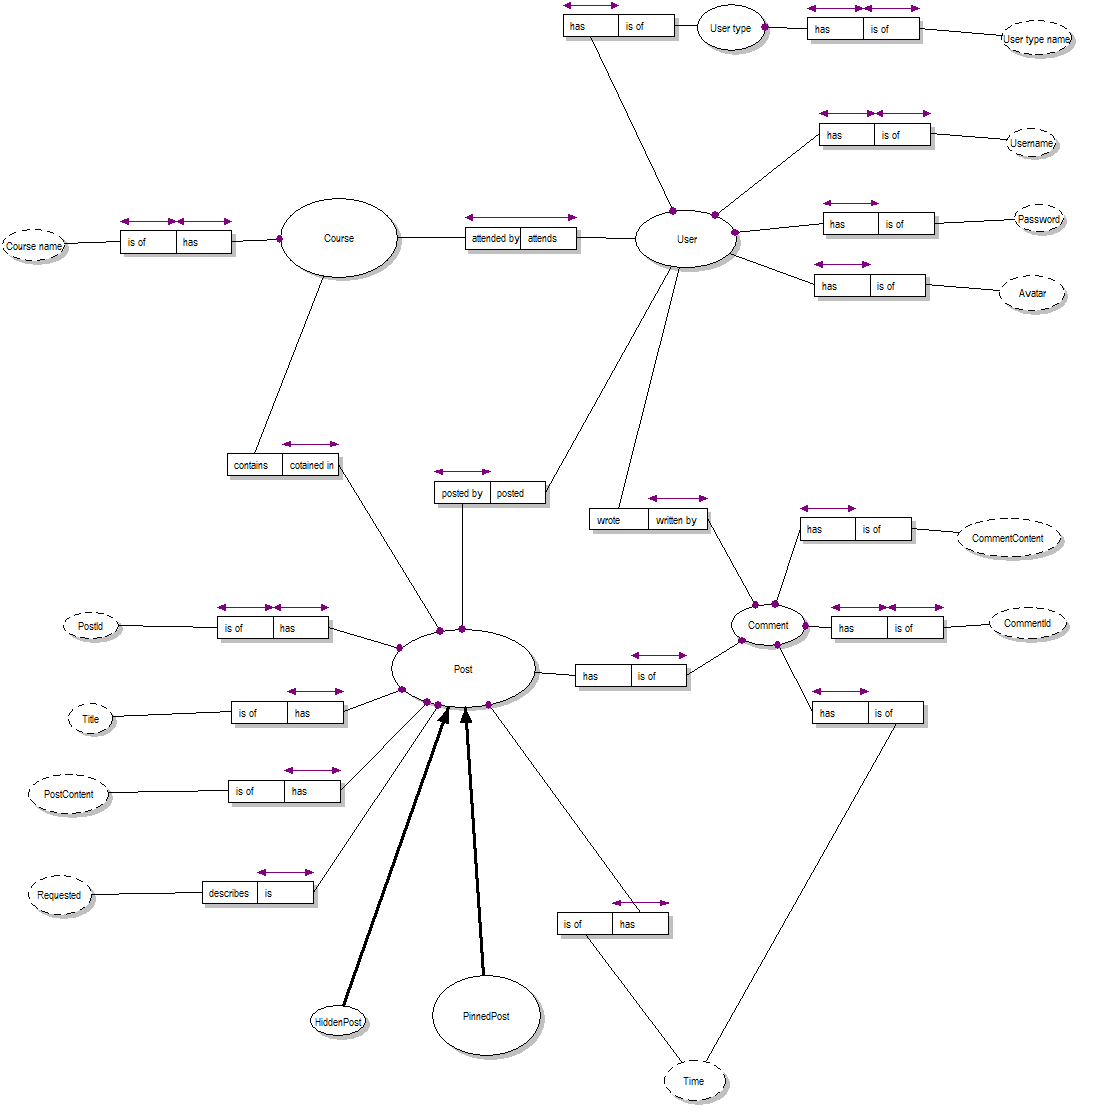 has
is of
User type
has
is of
User type name
has
is of
Username
Course name
is of
has
Course
attended by
attends
User
has
is of
Password
has
is of
Avatar
contains
cotained in
posted by
posted
wrote
written by
has
is of
CommentContent
PostId
is of
has
Comment
has
is of
CommentId
Post
has
is of
Title
is of
has
has
is of
PostContent
is of
has
Requested
describes
is
is of
has
HiddenPost
PinnedPost
Time